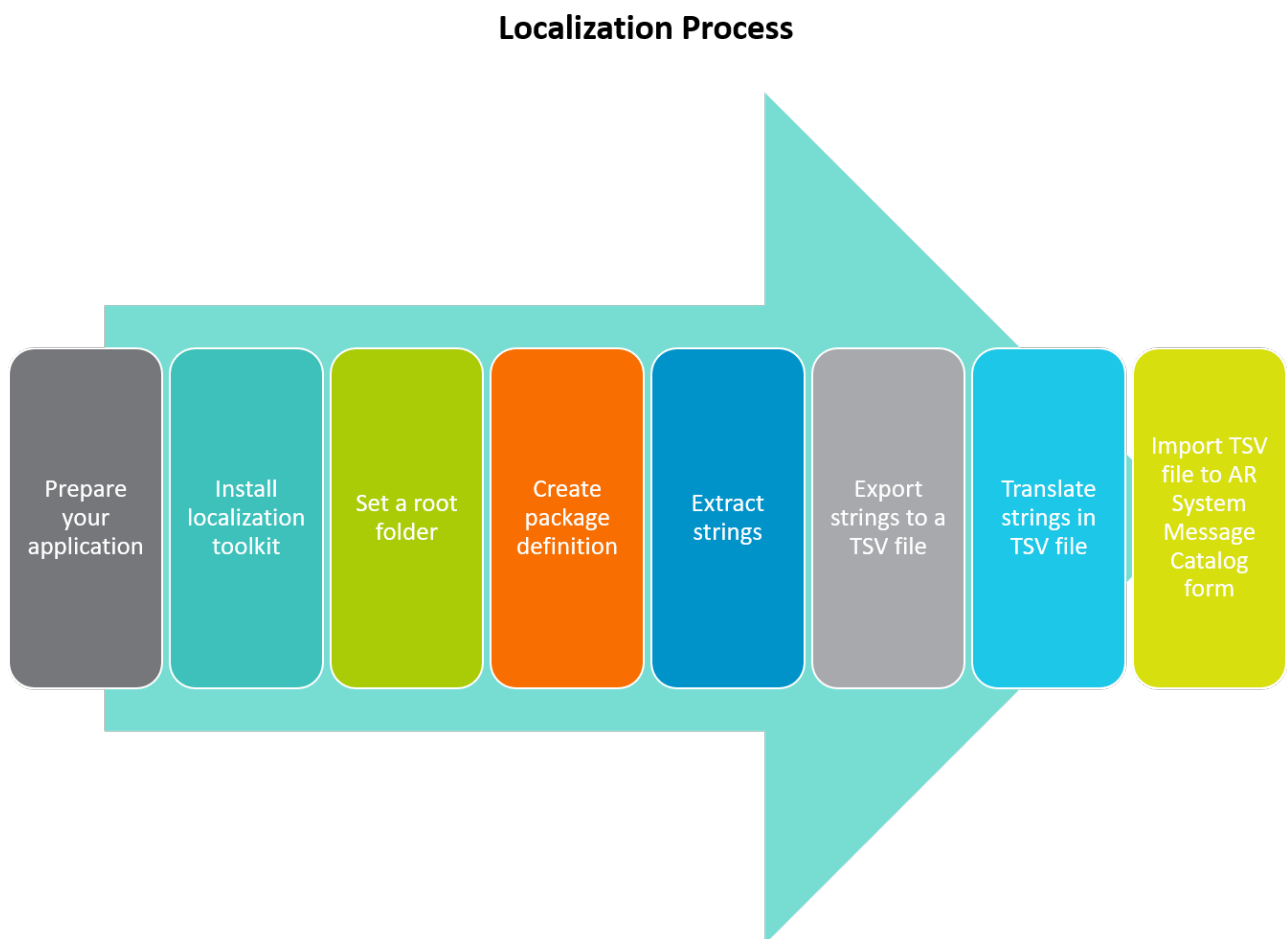 Localization Process
Prepare
your
application
Install
localization
toolkit
Set a root
folder
Create
package
definition
Extract
strings
Export
strings to a
TSV file
Translate
strings in
TSV file
Import TSV
file to AR
System
Message
Catalog
form